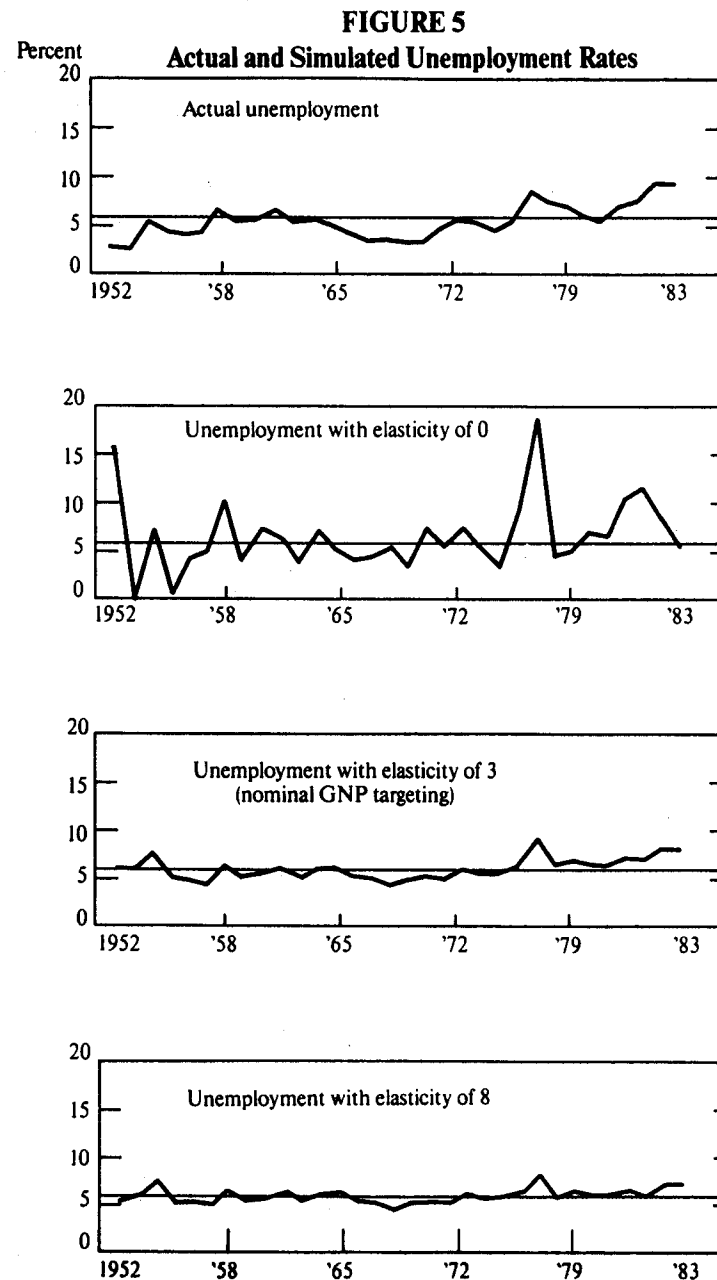 FIGURE 5
Actual and Simulated Unemployment Rates
Percent
20
15
10
5
0
Actual unemployment
1952 '58 '65 '72 '79 '83
20
15
10
5
0
Unemployment with elasticity of 0
1952 '58 '65 '72 '79 '83
20
15
10
5
0
Unemployment with elasticity of 3
(nominal GNP targeting)
1952 '58 '65 '72 '79 '83
20
15
10
5
0
Unemployment with elasticity of 8
1952 '58 '65 '72 '79 '83